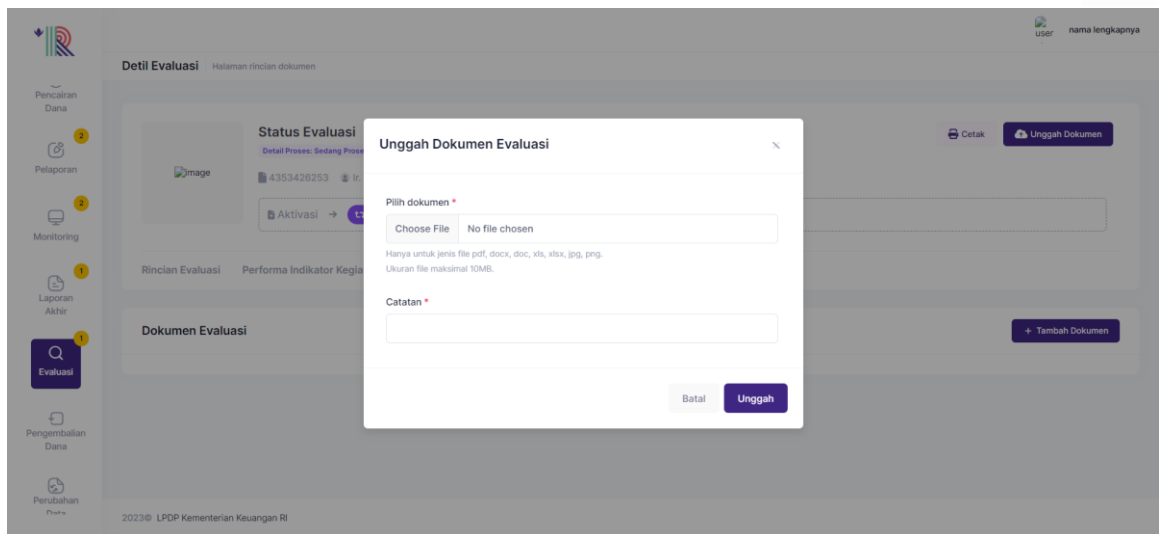 user
nama lengkapnya
Detil Evaluasi
Halaman rincian dokumen
Pencairan
Dana
2
Pelaporan
2
Monitoring
1
Laporan
Akhir
1
Evaluasi
Pengembalian
Dana
Perubahan
Data
image
Status Evaluasi
Detail Proses: Sedang Prose
4353426253 Ir.
Aktivasi →
Cetak
Unggah Dokumen
Rincian Evaluasi Performa Indikator Kegia
Dokumen Evaluasi
+ Tambah Dokumen
Unggah Dokumen Evaluasi
Pilih dokumen *
Choose File No file chosen
Hanya untuk jenis file pdf, docx, doc, xls, xlsx, jpg, png.
Ukuran file maksimal 10MB.
Catatan *
Batal
Unggah
2023© LPDP Kementerian Keuangan RI